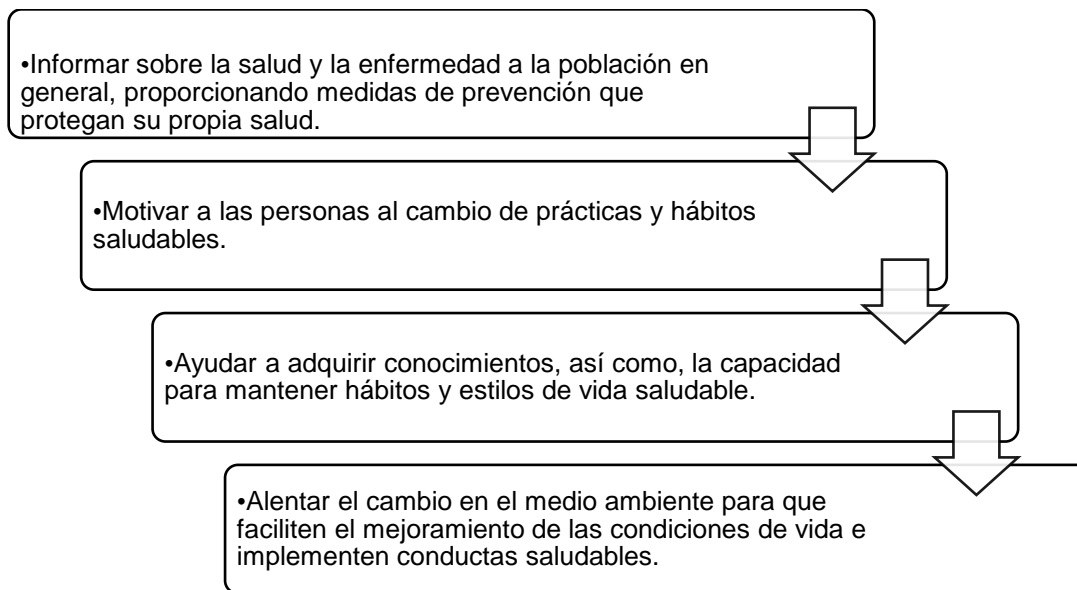 •Informar sobre la salud y la enfermedad a la población en
general, proporcionando medidas de prevención que
protegan su propia salud.
•Motivar a las personas al cambio de prácticas y hábitos
saludables.
•Ayudar a adquirir conocimientos, así como, la capacidad
para mantener hábitos y estilos de vida saludable.
•Alentar el cambio en el medio ambiente para que
faciliten el mejoramiento de las condiciones de vida e
implementen conductas saludables.